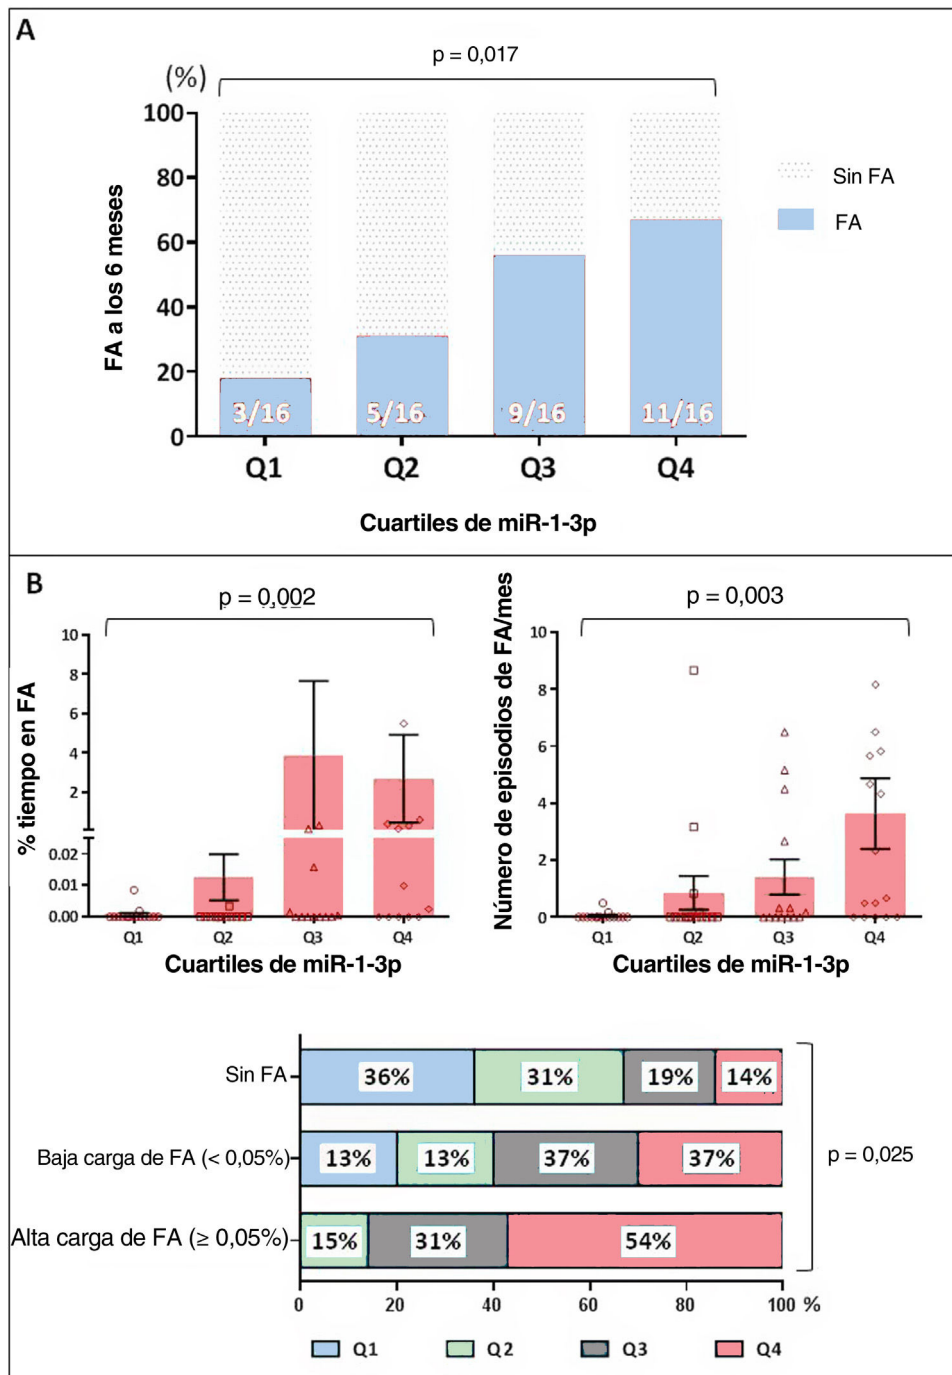 A
p = 0,017
(%)
100
80
60
40
20
0
FA a los 6 meses
3/16 5/16 9/16 11/16
Q1 Q2 Q3 Q4
Cuartiles de miR-1-3p
Sin FA
FA
B
p = 0,002
% tiempo en FA
10
8
6
4
2
0.02
0.01
0.00
Q1 Q2 Q3 Q4
Cuartiles de miR-1-3p
p = 0,003
Número de episodios de FA/mes
10
8
6
4
2
0
Q1 Q2 Q3 Q4
Cuartiles de miR-1-3p
Sin FA 36% 31% 19% 14%
Baja carga de FA (< 0,05%) 13% 13% 37% 37%
Alta carga de FA (≥ 0,05%) 15% 31% 54%
p = 0,025
0 20 40 60 80 100 %
Q1 Q2 Q3 Q4